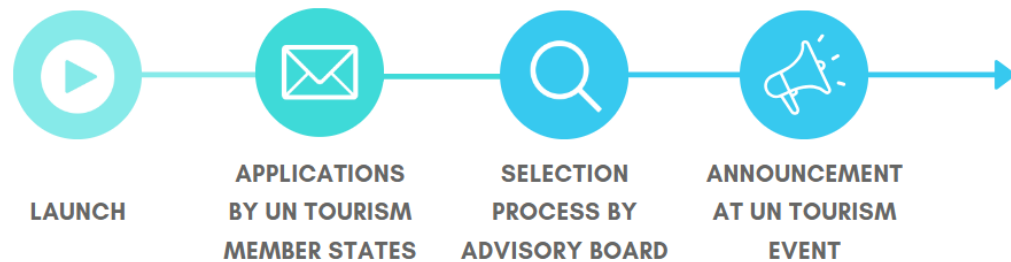 LAUNCH
APPLICATIONS
BY UN TOURISM
MEMBER STATES
SELECTION
PROCESS BY
ADVISORY BOARD
ANNOUNCEMENT
AT UN TOURISM
EVENT